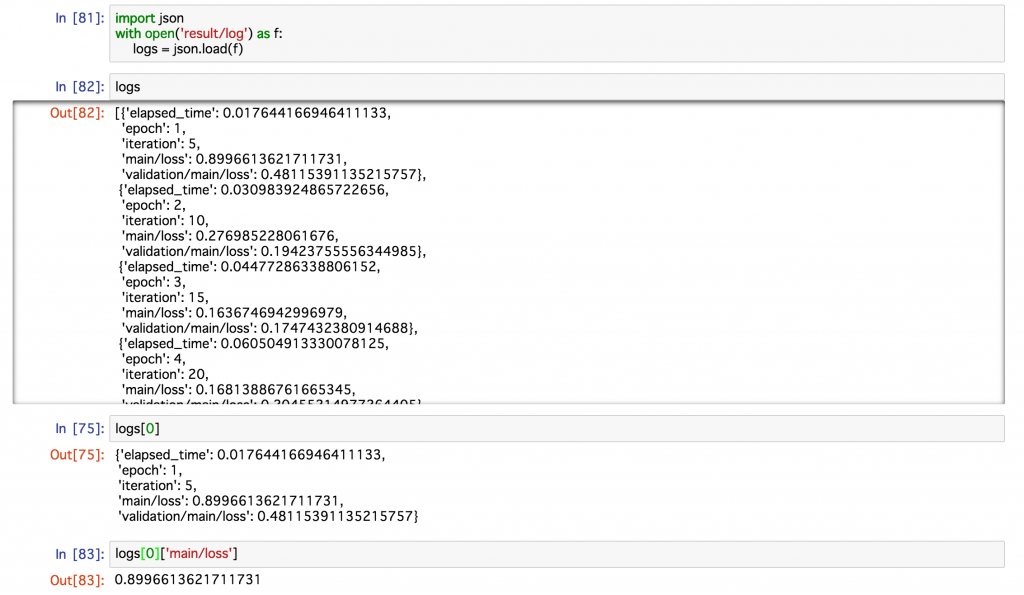 In [81]: import json
with open('result/log') as f:
    logs = json.load(f)
In [82]: logs
Out[82]: [{'elapsed_time': 0.017644166946411133,
'epoch': 1,
'iteration': 5,
'main/loss': 0.8996613621711731,
'validation/main/loss': 0.48115391135215757},
{'elapsed_time': 0.030983924865722656,
'epoch': 2,
'iteration': 10,
'main/loss': 0.276985228061676,
'validation/main/loss': 0.19423755556344985},
{'elapsed_time': 0.04477286338806152,
'epoch': 3,
'iteration': 15,
'main/loss': 0.1636746942996979,
'validation/main/loss': 0.1747432380914688},
{'elapsed_time': 0.060504913330078125,
'epoch': 4,
'iteration': 20,
'main/loss': 0.16813886761665345,
'validation/main/loss':
In [75]: logs[0]
Out[75]: {'elapsed_time': 0.017644166946411133,
'epoch': 1,
'iteration': 5,
'main/loss': 0.8996613621711731,
'validation/main/loss': 0.48115391135215757}
In [83]: logs[0]['main/loss']
Out[83]: 0.8996613621711731